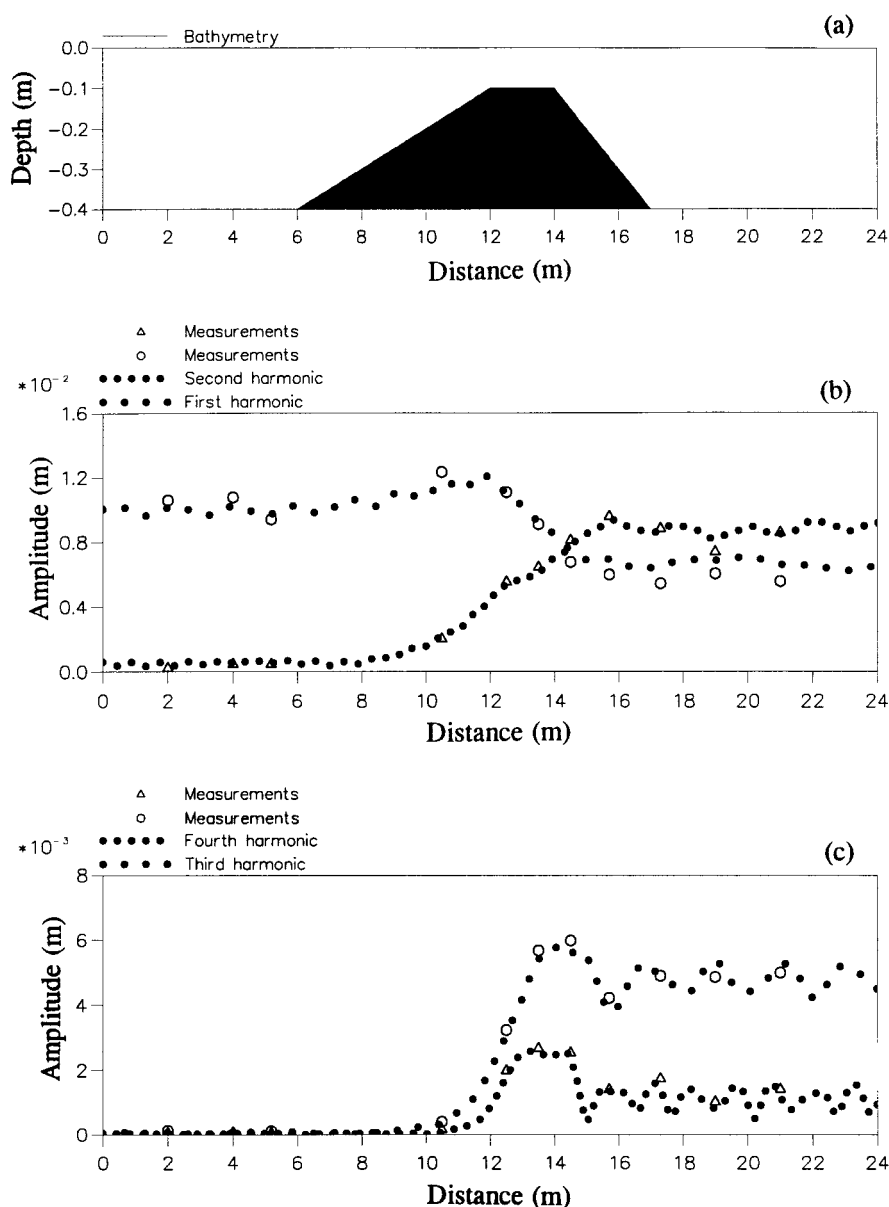 (a)
Bathymetry
0.0
-0.1
-0.2
-0.3
-0.4
Depth (m)
0 2 4 6 8 10 12 14 16 18 20 22 24
Distance (m)
Measurements
Measurements
*10⁻² Second harmonic
First harmonic
(b)
1.6
1.2
0.8
0.4
0.0
Amplitude (m)
0 2 4 6 8 10 12 14 16 18 20 22 24
Distance (m)
Measurements
Measurements
Fourth harmonic
*10⁻³ Third harmonic
(c)
8
6
4
2
0
Amplitude (m)
0 2 4 6 8 10 12 14 16 18 20 22 24
Distance (m)